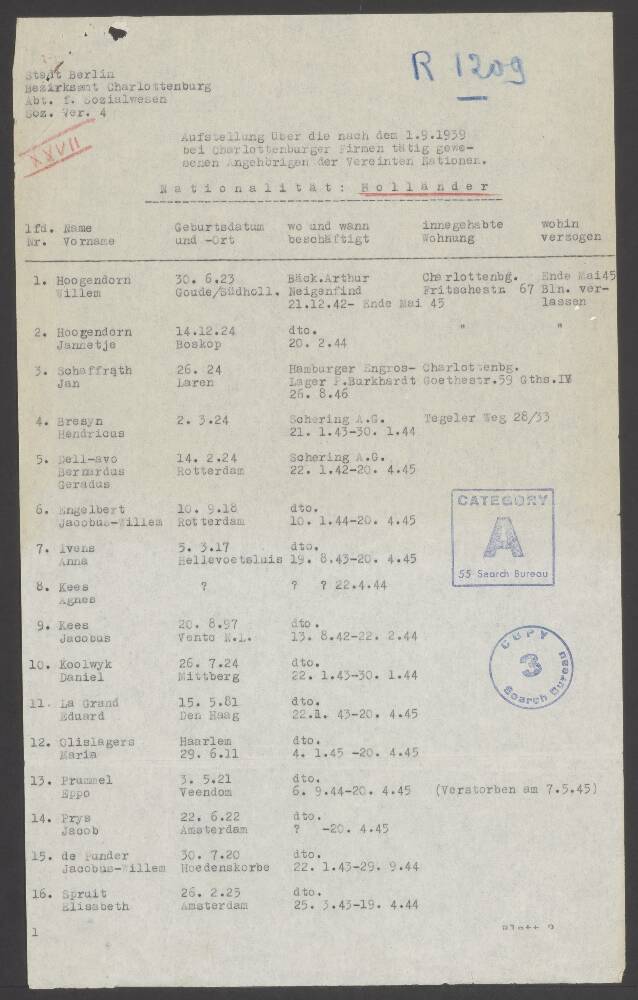 R 1209
Stadt Berlin
Bezirksamt Charlottenburg
Abt. f. Sozialwesen
Soz. Ver. 4
XXXII
Aufstellung über die nach dem 1.9.1939
bei Charlottenburger Firmen tätig gewe-
senen Angehörigen der Vereinten Nationen.
Nationalität: Holländer
lfd. Name Geburtsdatum wo und wann innegehabte wohin
Nr. Vorname und -Ort beschäftigt Wohnung verzogen
1. Hoogendorn 30. 6.23 Bäck.Arthur Charlottenbg. Ende Mai45
Willem Goude/Südholl. Neigenfind Fritschestr. 67 Bln. ver-
21.12.42- Ende Mai 45 lassen
2. Hoogendorn 14.12.24 dto. " "
Jannetje Boskop 20. 2.44
3. Schaffrath 26. 24 Hamburger Engros- Charlottenbg.
Jan Laren Lager F.Burkhardt Goethestr.59 Gths.IV
26. 8.46
4. Bresyn 2. 3.24 Schering A.G. Tegeler Weg 28/33
Hendricus 21. 1.43-30. 1.44
5. Dell-avo 14. 2.24 Schering A.G.
Bernardus Rotterdam 22. 1.42-20. 4.45
Geradus
6. Engelbert 10. 9.18 dto.
Jacobus-Willem Rotterdam 10. 1.44-20. 4.45
7. Ivens 5. 3.17 dto.
Anna Hellevoetsluis 19. 8.43-20. 4.45
8. Kees ? ? ? 22.4.44
Agnes
9. Kees 20. 8.97 dto.
Jacobus Vento N.L. 13. 8.42-22. 2.44
10. Koolwyk 26. 7.24 dto.
Daniel Mittberg 22. 1.43-30. 1.44
11. La Grand 15. 5.81 dto.
Eduard Den Haag 22. 43-20. 4.45
12. Olislagers Haarlem dto.
Maria 29. 6.11 4. 1.45 -20. 4.45
13. Prummel 3. 5.21 dto.
Eppo Veendom 6. 9.44-20. 4.45 (Verstorben am 7.5.45)
14. Prys 22. 6.22 dto.
Jacob Amsterdam ? -20. 4.45
15. de Punder 30. 7.20 dto.
Jacobus-Willem Hoedenskorbe 22. 1.43-29. 9.44
16. Spruit 26. 2.25 dto.
Elisabeth Amsterdam 25. 3.43-19. 4.44
CATEGORY
A
55 Search Bureau
COPY
3
Search Bureau
1